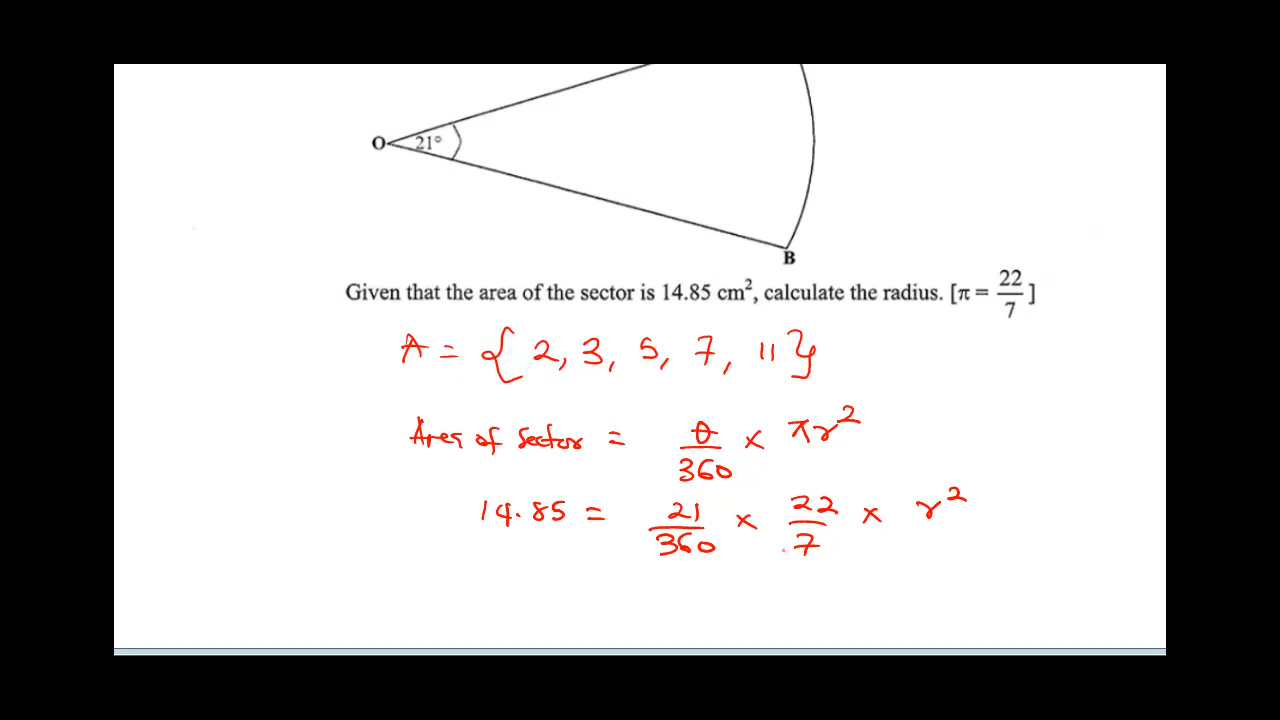 O 21°
B
Given that the area of the sector is 14.85 cm², calculate the radius. [π = 22/7]
A = { 2, 3, 5, 7, 11 }
Area of Sector = θ/360 × πr²
14.85 = 21/360 × 22/7 × r²